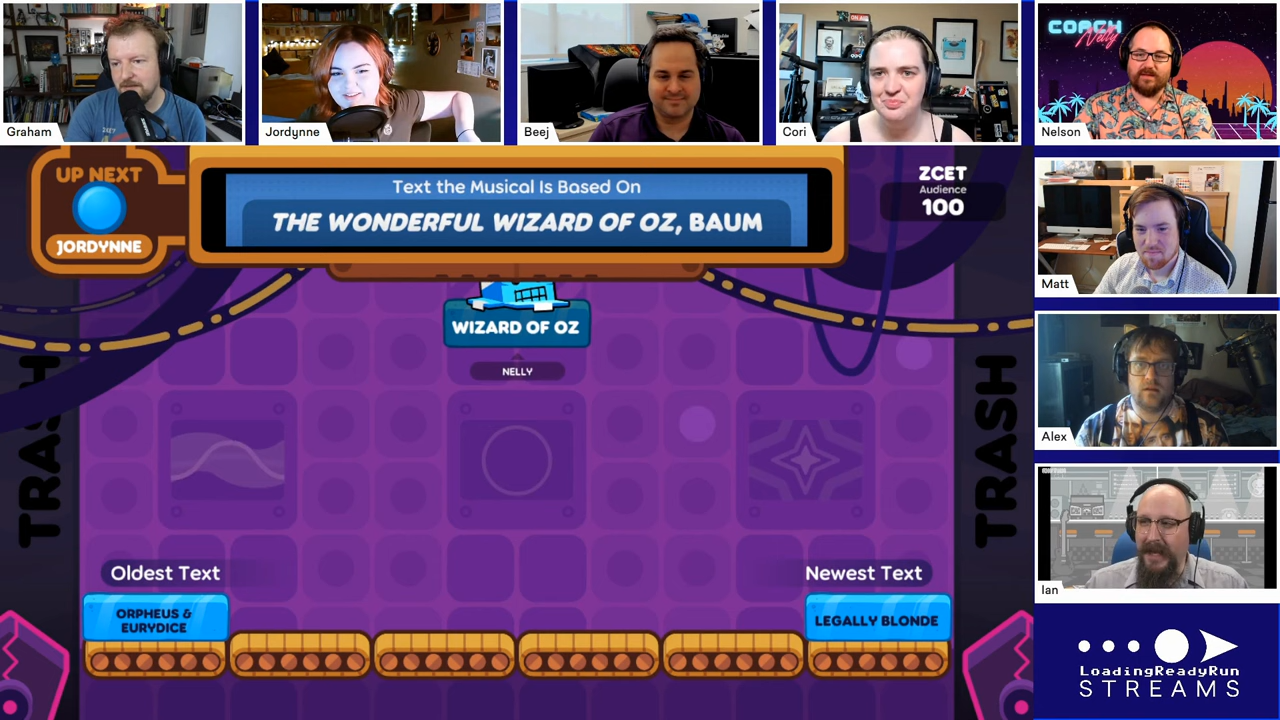 Graham
Jordynne
Beej
Cori
COACH
Nelly
Nelson
UP NEXT
JORDYNNE
Text the Musical Is Based On
THE WONDERFUL WIZARD OF OZ, BAUM
ZCET
Audience
100
Matt
WIZARD OF OZ
NELLY
TRASH
TRASH
Alex
Oldest Text
Newest Text
ORPHEUS &
EURYDICE
LEGALLY BLONDE
Ian
LoadingReadyRun
STREAMS